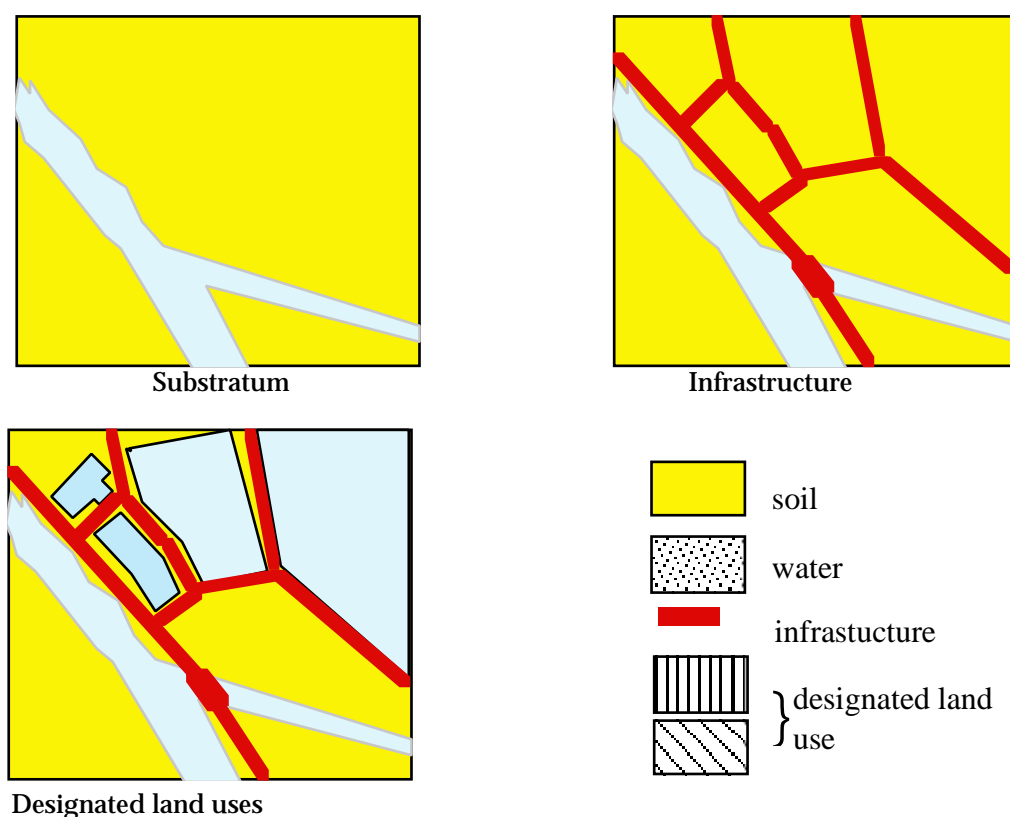 Substratum
Infrastructure
soil
water
infrastucture
designated land
use
Designated land uses